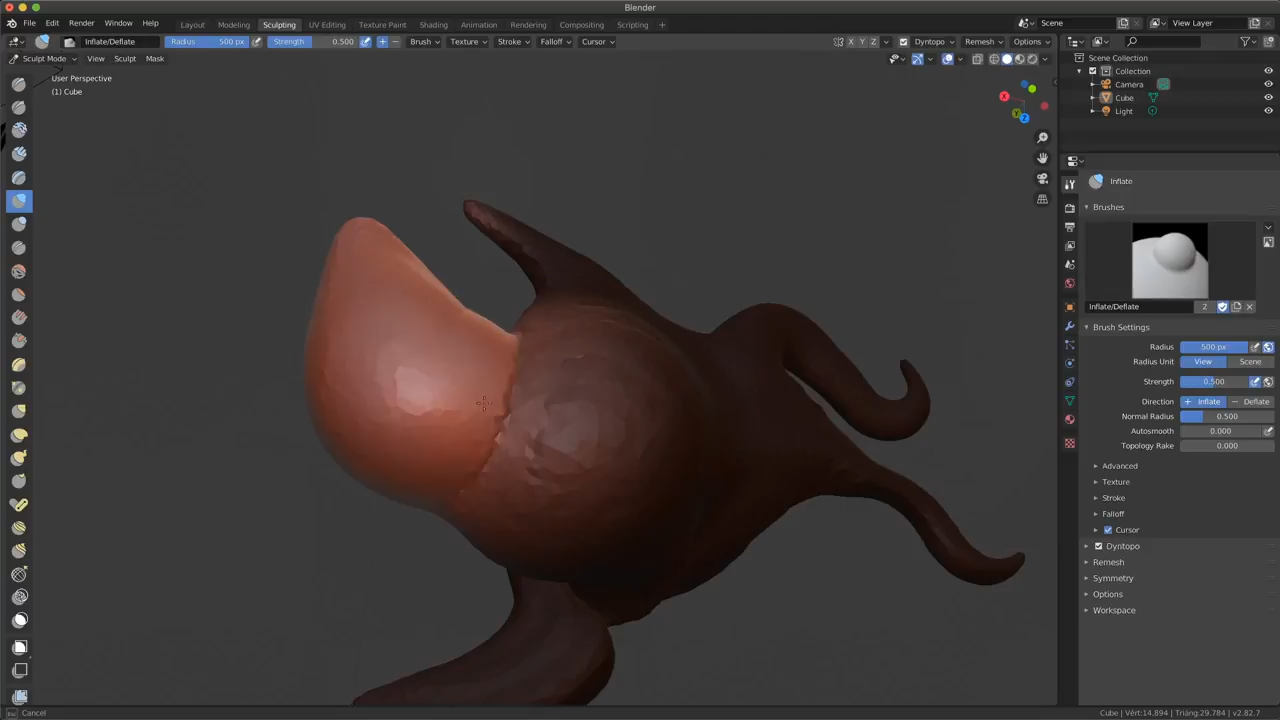 Blender
File Edit Render Window Help Layout Modeling Sculpting UV Editing Texture Paint Shading Animation Rendering Compositing Scripting + Scene View Layer
Inflate/Deflate Radius 500 px Strength 0.500 + − Brush Texture Stroke Falloff Cursor X Y Z Dyntopo Remesh Options
Sculpt Mode View Sculpt Mask
Scene Collection
Collection
Camera
Cube
Light
User Perspective
(1) Cube
X
Y
Z
Inflate
Brushes
Inflate/Deflate 2
Brush Settings
Radius 500 px
Radius Unit View Scene
Strength 0.500
Direction + Inflate − Deflate
Normal Radius 0.500
Autosmooth 0.000
Topology Rake 0.000
Advanced
Texture
Stroke
Falloff
Cursor
Dyntopo
Remesh
Symmetry
Options
Workspace
Cancel
Cube | Vért:14.894 | Triáng:29.784 | v2.82.7